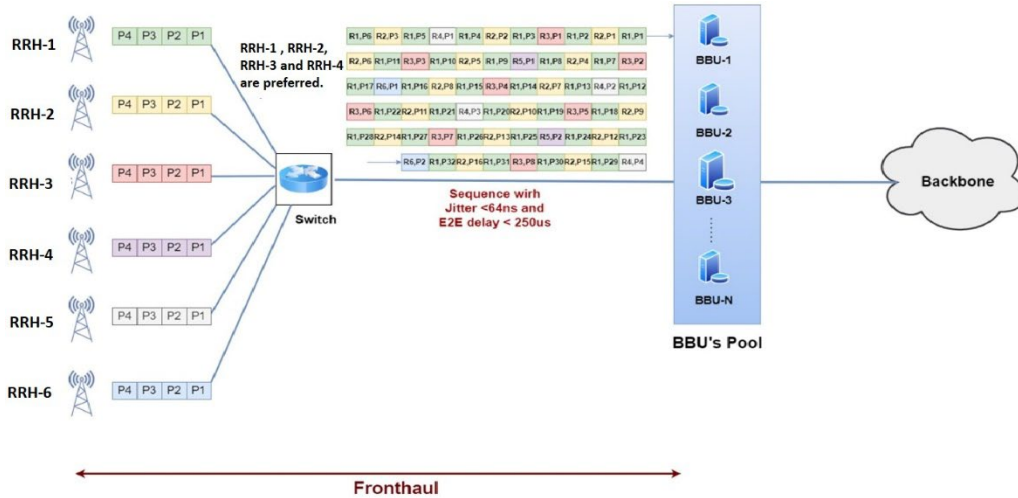 RRH-1
P4 P3 P2 P1
RRH-1 , RRH-2,
RRH-3 and RRH-4
are preferred.
R1,P6 R2,P3 R1,P5 R4,P1 R1,P4 R2,P2 R1,P3 R3,P1 R1,P2 R2,P1 R1,P1
R2,P6 R1,P11 R3,P3 R1,P10 R2,P5 R1,P9 R5,P1 R1,P8 R2,P4 R1,P7 R3,P2
R1,P17 R6,P1 R1,P16 R2,P8 R1,P15 R3,P4 R1,P14 R2,P7 R1,P13 R4,P2 R1,P12
R3,P6 R1,P22 R2,P11 R1,P21 R4,P3 R1,P20 R2,P10 R1,P19 R3,P5 R1,P18 R2,P9
R1,P28 R2,P14 R1,P27 R3,P7 R1,P26 R2,P13 R1,P25 R5,P2 R1,P24 R2,P12 R1,P23
R6,P2 R1,P32 R2,P16 R1,P31 R3,P8 R1,P30 R2,P15 R1,P29 R4,P4
BBU-1
RRH-2
P4 P3 P2 P1
BBU-2
RRH-3
P4 P3 P2 P1
Switch
Sequence wirh
Jitter <64ns and
E2E delay < 250us
BBU-3
Backbone
RRH-4
P4 P3 P2 P1
BBU-N
RRH-5
P4 P3 P2 P1
BBU's Pool
RRH-6
P4 P3 P2 P1
Fronthaul